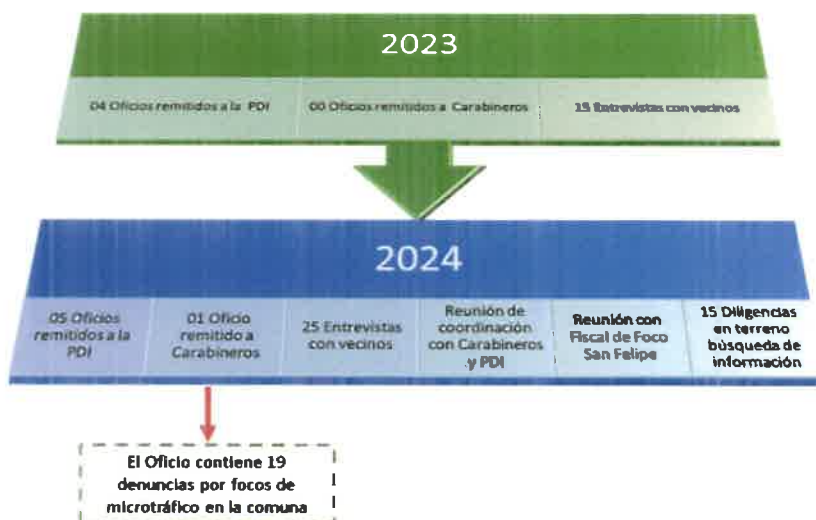 2023
04 Oficios remitidos a la PDI
00 Oficios remitidos a Carabineros
15 Entrevistas con vecinos
2024
05 Oficios
remitidos a la
PDI
01 Oficio
remitido a
Carabineros
25 Entrevistas
con vecinos
Reunión de
coordinación
con Carabineros
y PDI
Reunión con
Fiscal de Foco
San Felipe
15 Diligencias
en terreno
búsqueda de
información
El Oficio contiene 19
denuncias por focos de
microtráfico en la comuna